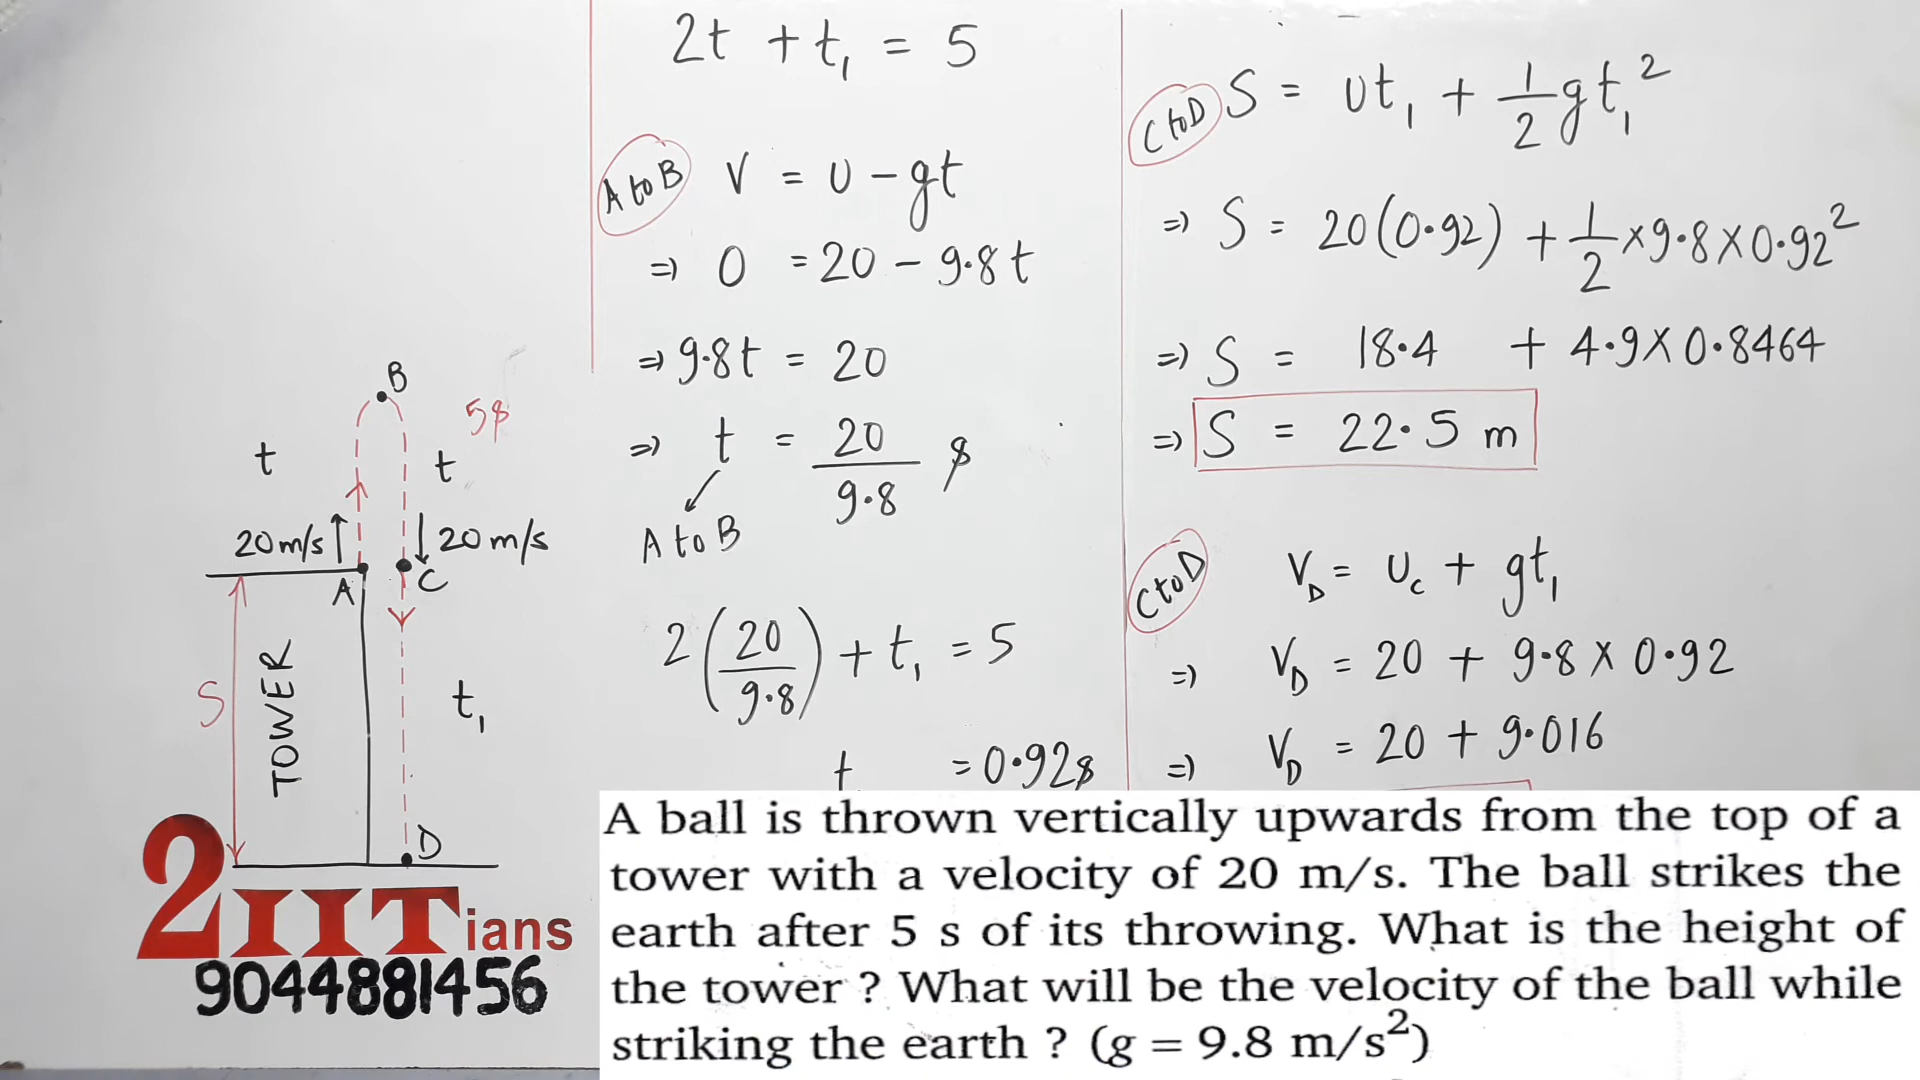 B
5s
t
t
20 m/s
20 m/s
A
C
S
TOWER
t₁
D
2IITians
9044881456
2t + t₁ = 5
A to B
V = U - gt
=> 0 = 20 - 9.8t
=> 9.8t = 20
=> t = 20/9.8 s
A to B
2(20/9.8) + t₁ = 5
t = 0.92s
C to D
S = Ut₁ + 1/2 gt₁²
=> S = 20(0.92) + 1/2 × 9.8 × 0.92²
=> S = 18.4 + 4.9 × 0.8464
=> S = 22.5 m
C to D
V_D = U_C + gt₁
=> V_D = 20 + 9.8 × 0.92
=> V_D = 20 + 9.016
A ball is thrown vertically upwards from the top of a
tower with a velocity of 20 m/s. The ball strikes the
earth after 5 s of its throwing. What is the height of
the tower ? What will be the velocity of the ball while
striking the earth ? (g = 9.8 m/s²)